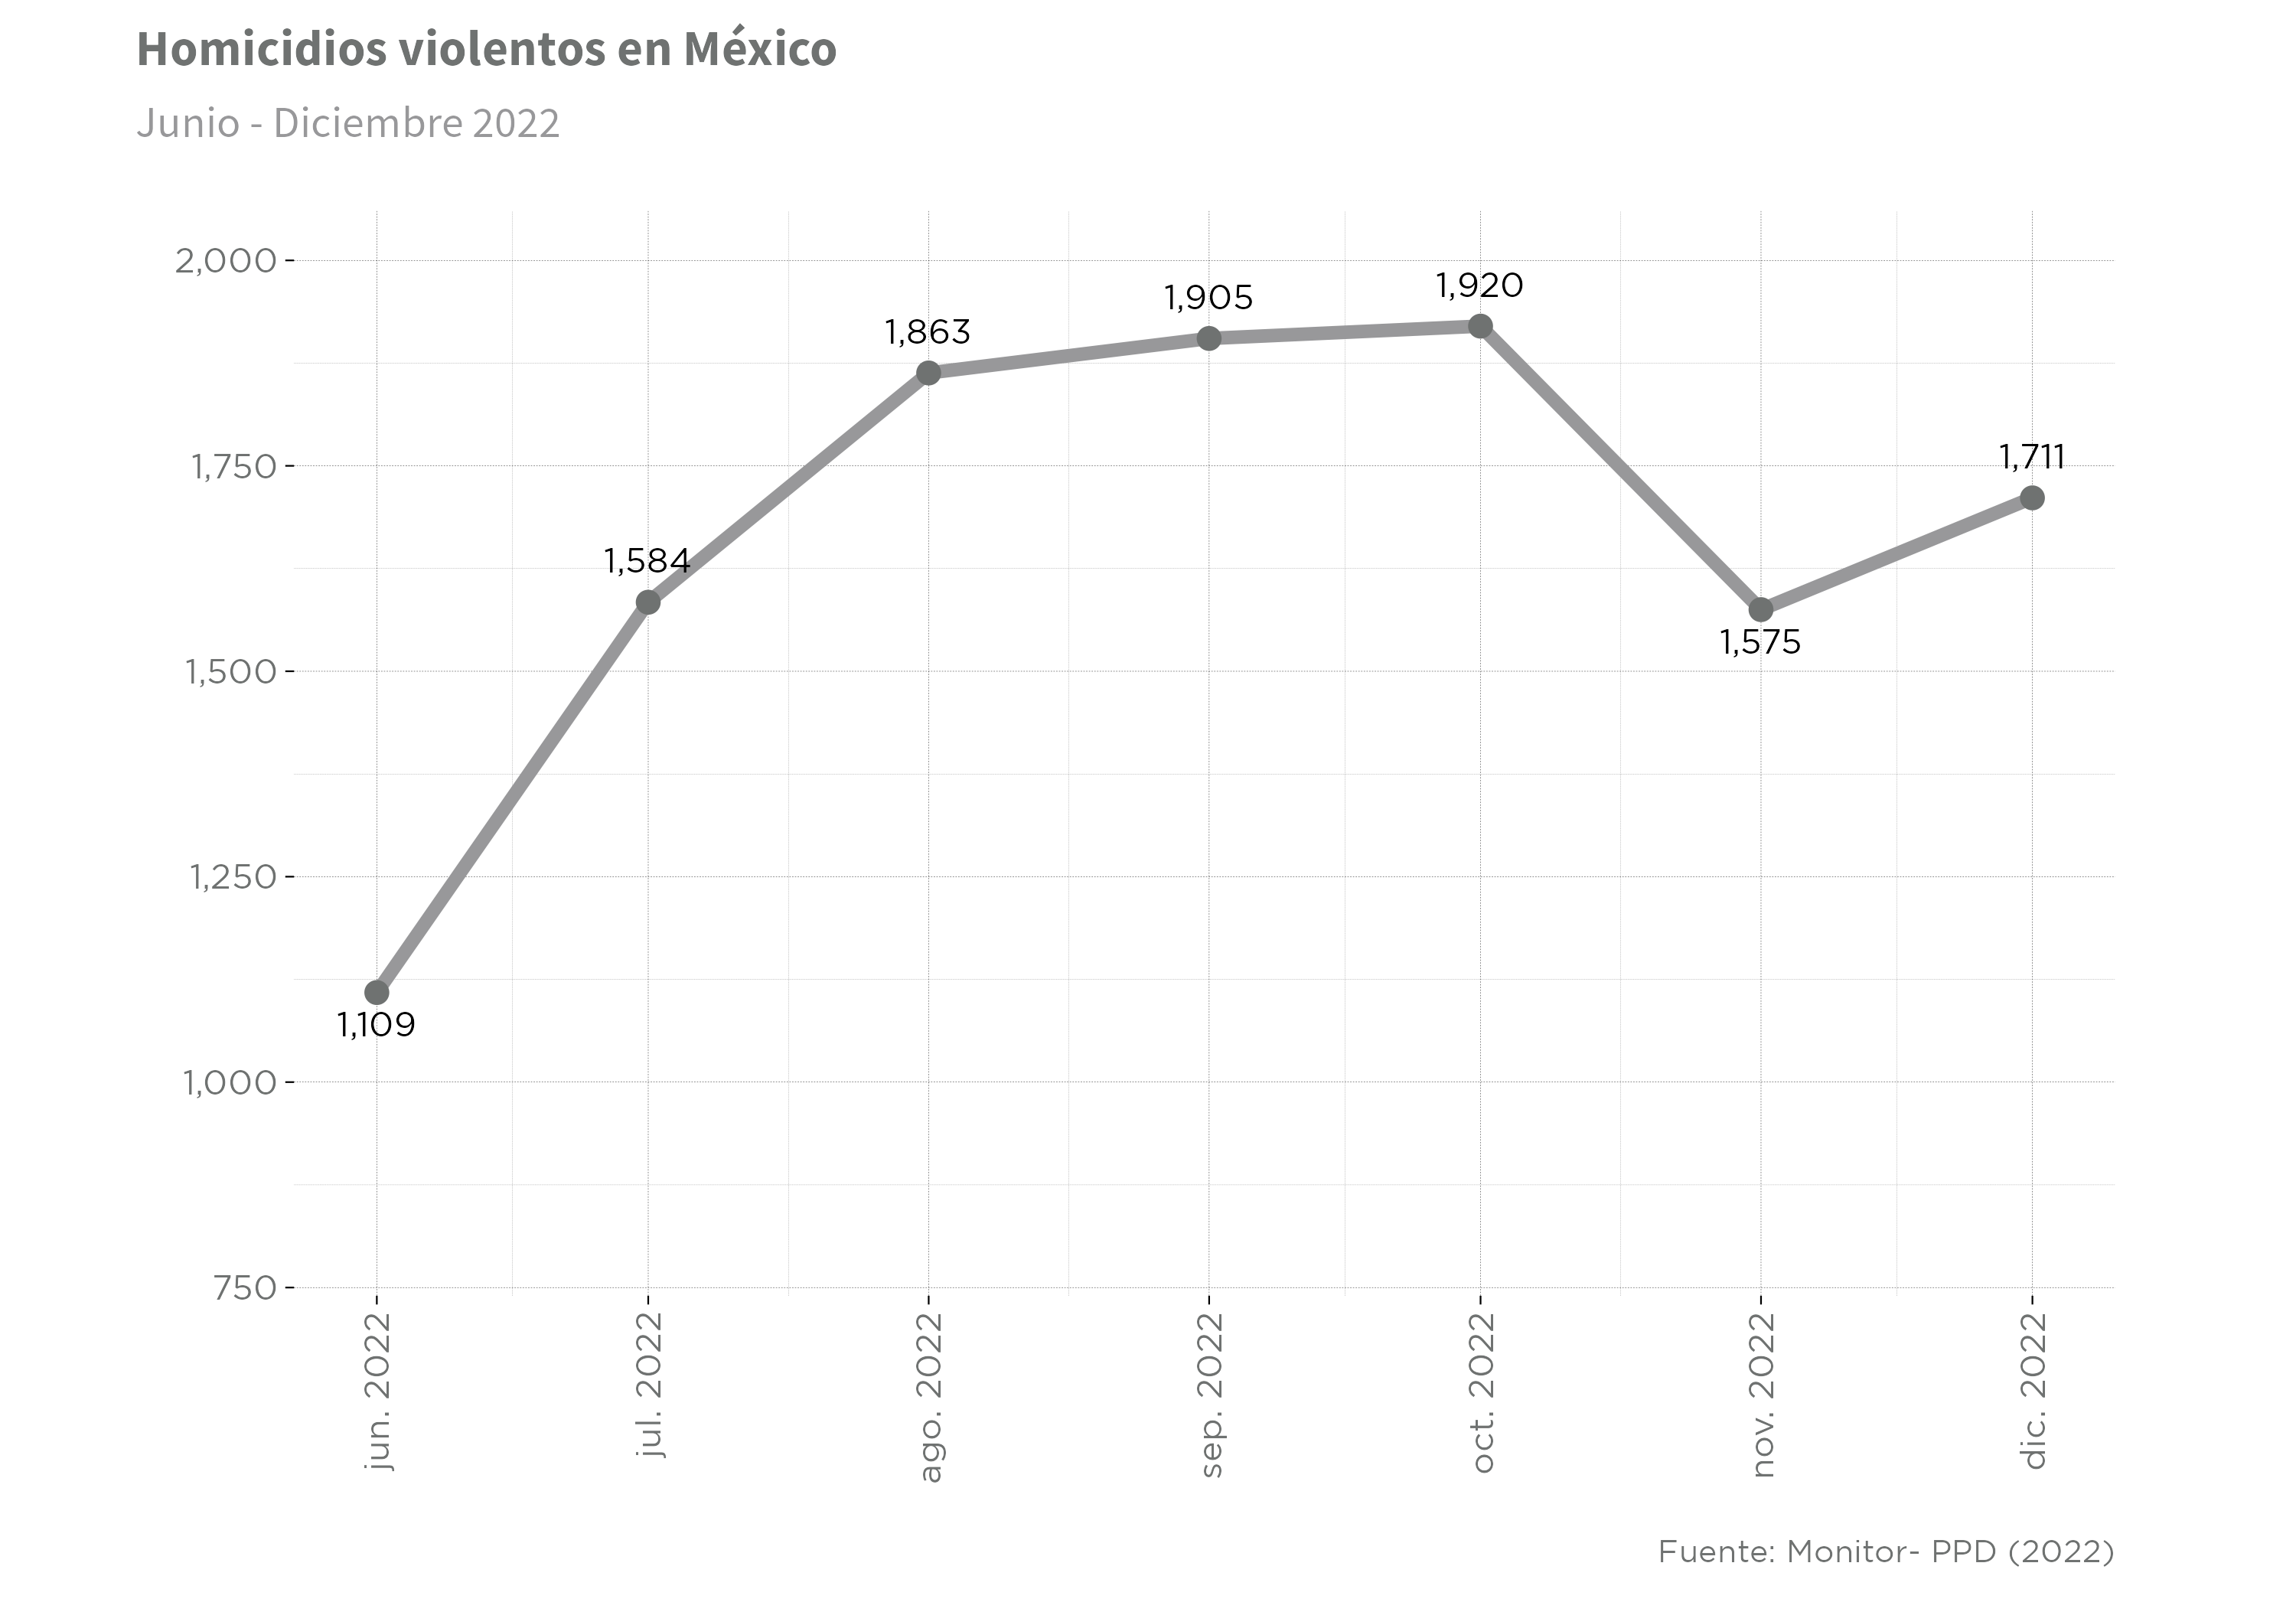 Homicidios violentos en México
Junio - Diciembre 2022
2,000
1,750
1,500
1,250
1,000
750
1,109
1,584
1,863
1,905
1,920
1,575
1,711
jun. 2022
jul. 2022
ago. 2022
sep. 2022
oct. 2022
nov. 2022
dic. 2022
Fuente: Monitor- PPD (2022)